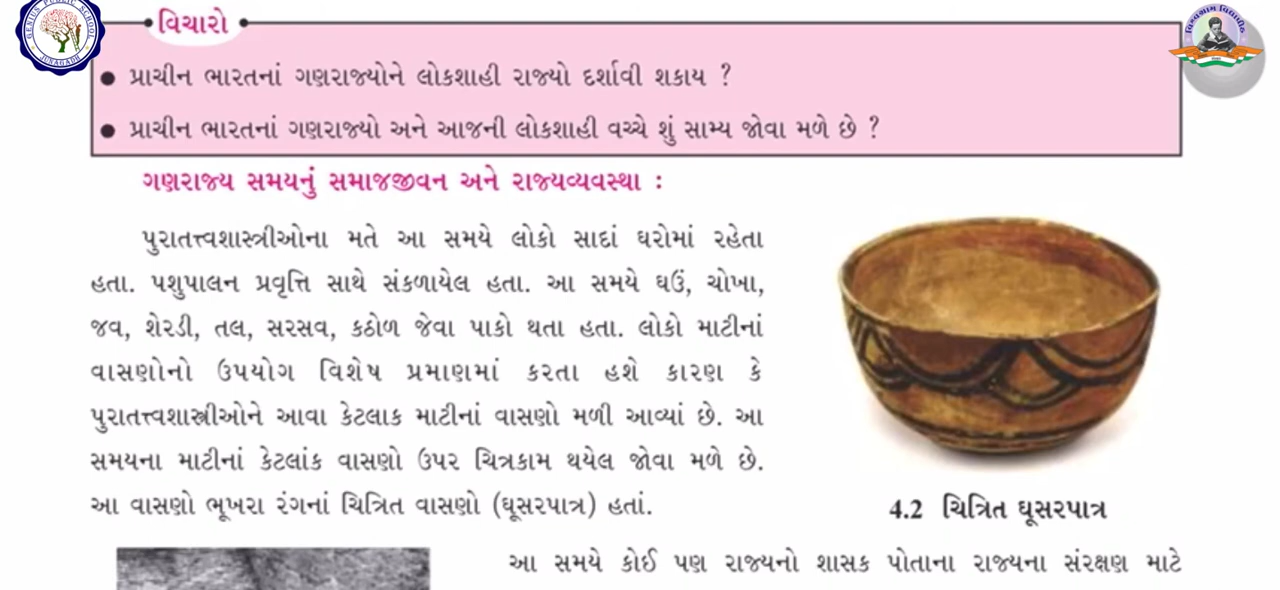 GENIUS PUBLIC SCHOOL
JUNAGADH
વિચારો
● પ્રાચીન ભારતનાં ગણરાજ્યોને લોકશાહી રાજ્યો દર્શાવી શકાય ?
● પ્રાચીન ભારતનાં ગણરાજ્યો અને આજની લોકશાહી વચ્ચે શું સામ્ય જોવા મળે છે ?
ગણરાજ્ય સમયનું સમાજજીવન અને રાજ્યવ્યવસ્થા :
પુરાતત્ત્વશાસ્ત્રીઓના મતે આ સમયે લોકો સાદાં ઘરોમાં રહેતા
હતા. પશુપાલન પ્રવૃત્તિ સાથે સંકળાયેલ હતા. આ સમયે ઘઉં, ચોખા,
જવ, શેરડી, તલ, સરસવ, કઠોળ જેવા પાકો થતા હતા. લોકો માટીનાં
વાસણોનો ઉપયોગ વિશેષ પ્રમાણમાં કરતા હશે કારણ કે
પુરાતત્ત્વશાસ્ત્રીઓને આવા કેટલાક માટીનાં વાસણો મળી આવ્યાં છે. આ
સમયના માટીનાં કેટલાંક વાસણો ઉપર ચિત્રકામ થયેલ જોવા મળે છે.
આ વાસણો ભૂખરા રંગનાં ચિત્રિત વાસણો (ઘૂસરપાત્ર) હતાં.
4.2 ચિત્રિત ઘૂસરપાત્ર
આ સમયે કોઈ પણ રાજ્યનો શાસક પોતાના રાજ્યના સંરક્ષણ માટે